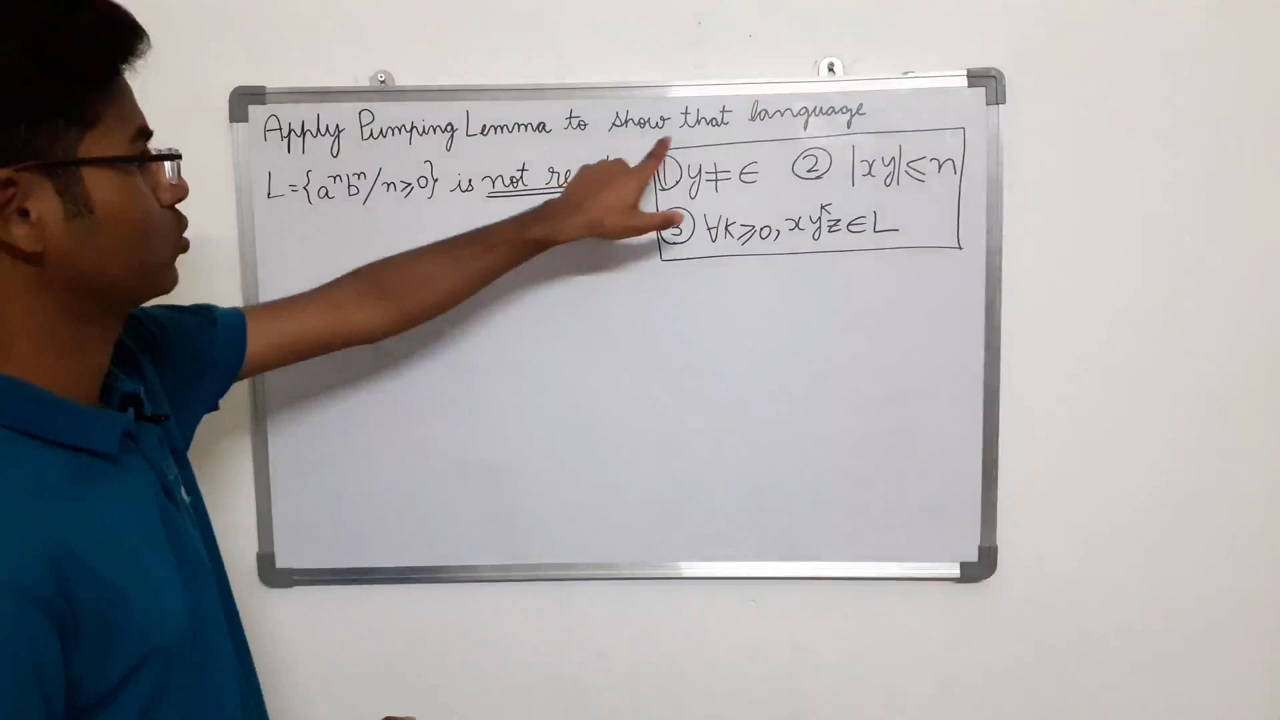 Apply Pumping Lemma to show that language
L = {aⁿbⁿ/n≥0} is not
① y≠∈ ② |xy|≤n
③ ∀k≥0, xyᵏz∈L